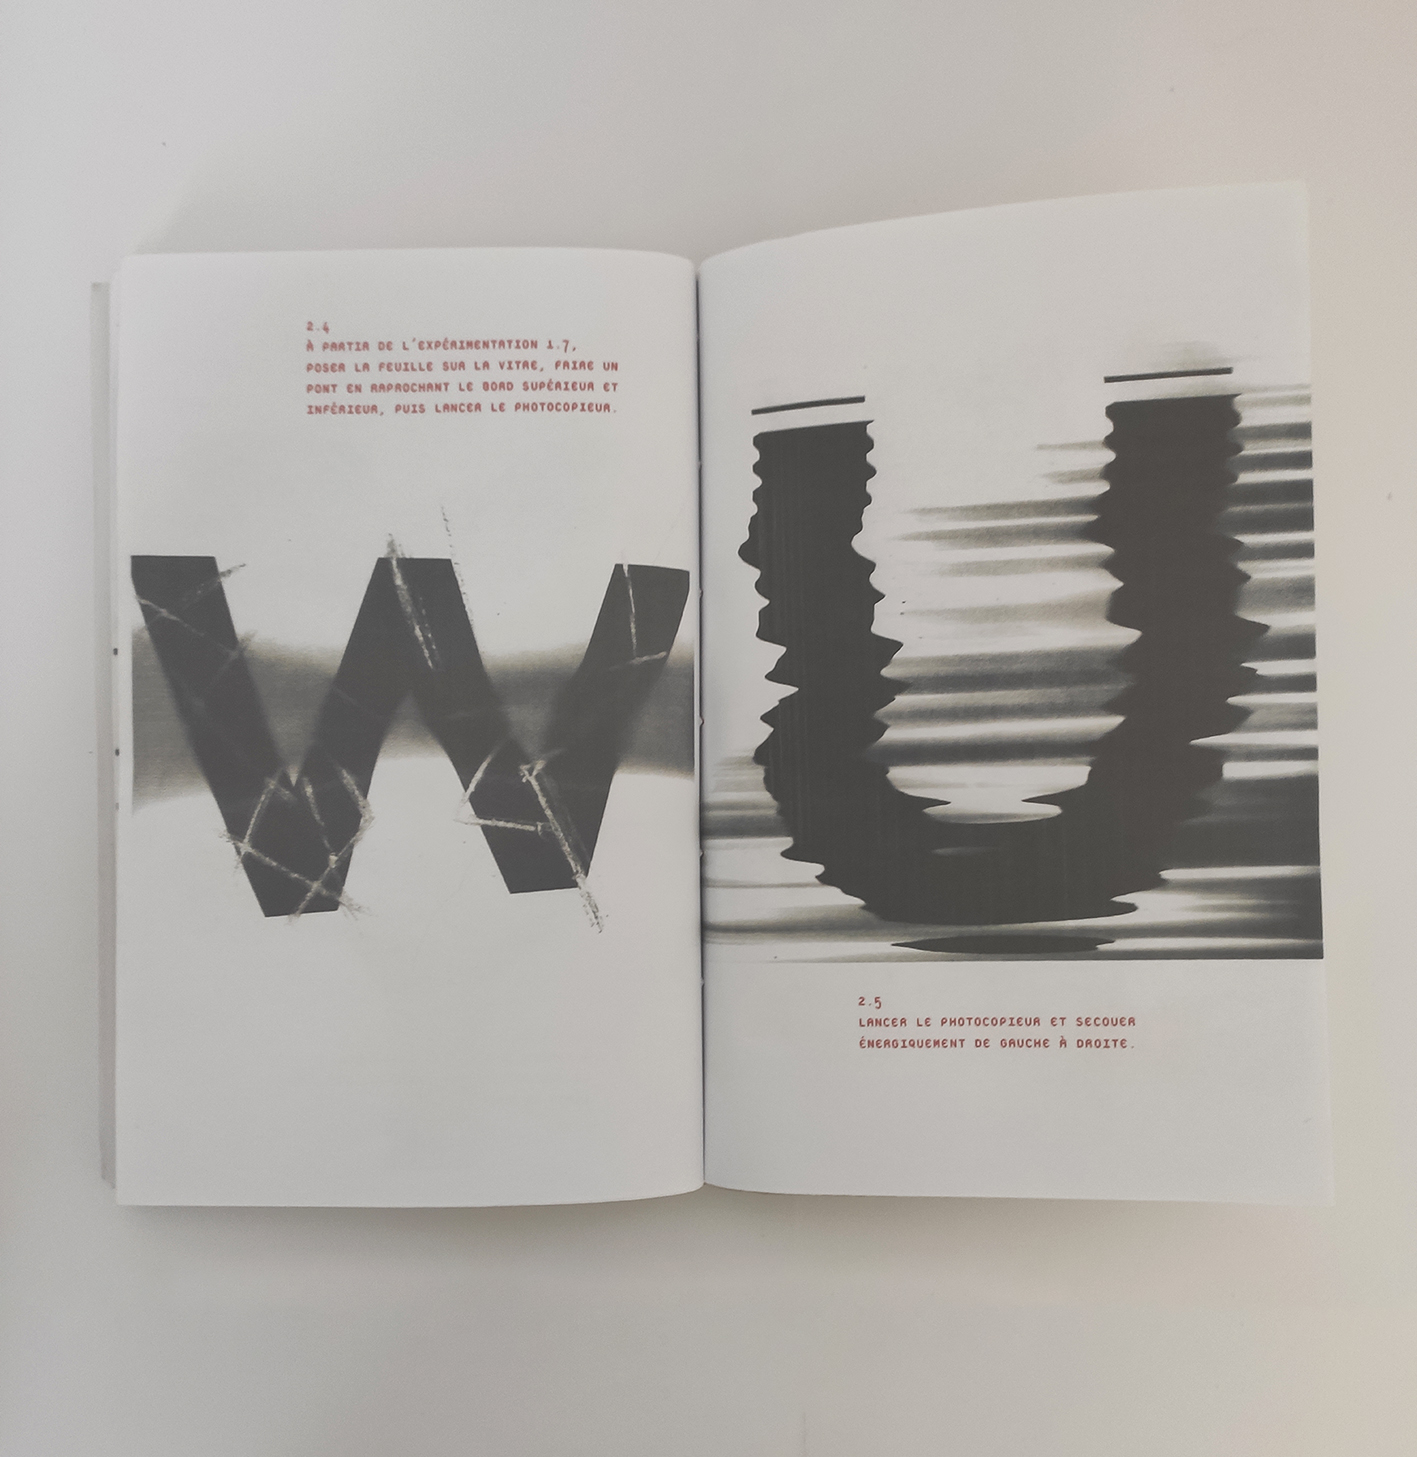 2.4
À PARTIR DE L'EXPÉRIMENTATION 1.7,
POSER LA FEUILLE SUR LA VITRE, FAIRE UN
PONT EN RAPROCHANT LE BORD SUPÉRIEUR ET
INFÉRIEUR, PUIS LANCER LE PHOTOCOPIEUR.
W
U
2.5
LANCER LE PHOTOCOPIEUR ET SECOUER
ÉNERGIQUEMENT DE GAUCHE À DROITE.